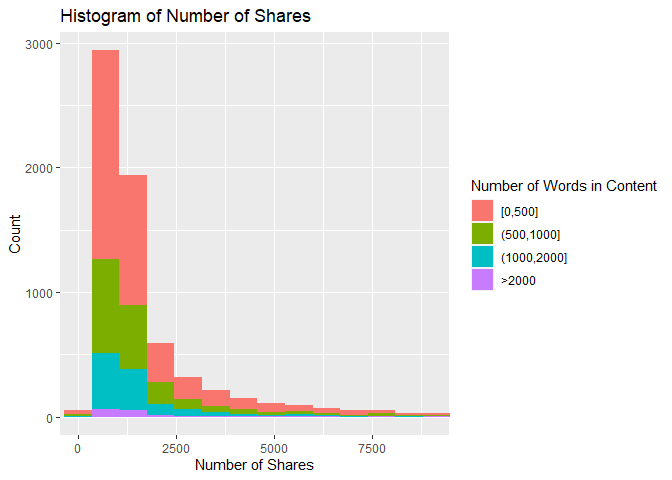 Histogram of Number of Shares
3000
2000
1000
0
Count
0 2500 5000 7500
Number of Shares
Number of Words in Content
[0,500]
(500,1000]
(1000,2000]
>2000